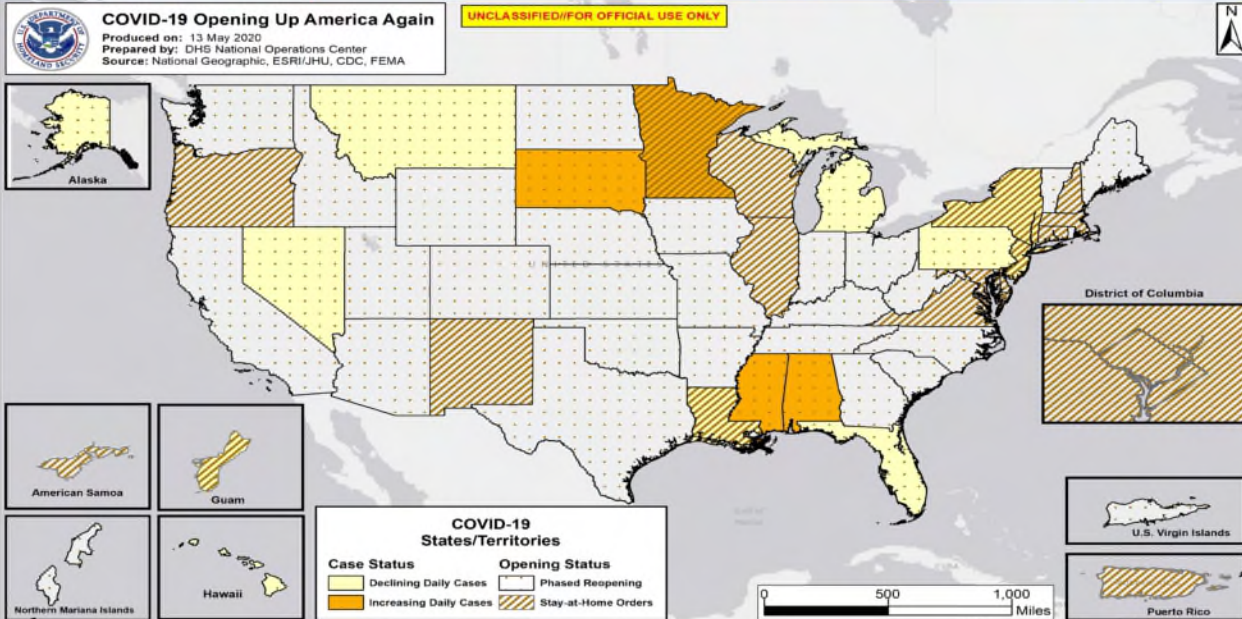 COVID-19 Opening Up America Again
Produced on: 13 May 2020
Prepared by: DHS National Operations Center
Source: National Geographic, ESRI/JHU, CDC, FEMA
UNCLASSIFIED//FOR OFFICIAL USE ONLY
N
Alaska
UNITED STATES
District of Columbia
American Samoa
Guam
Northern Mariana Islands
Hawaii
COVID-19
States/Territories
Case Status
Opening Status
Declining Daily Cases
Phased Reopening
Increasing Daily Cases
Stay-at-Home Orders
0 500 1,000
Miles
U.S. Virgin Islands
Puerto Rico